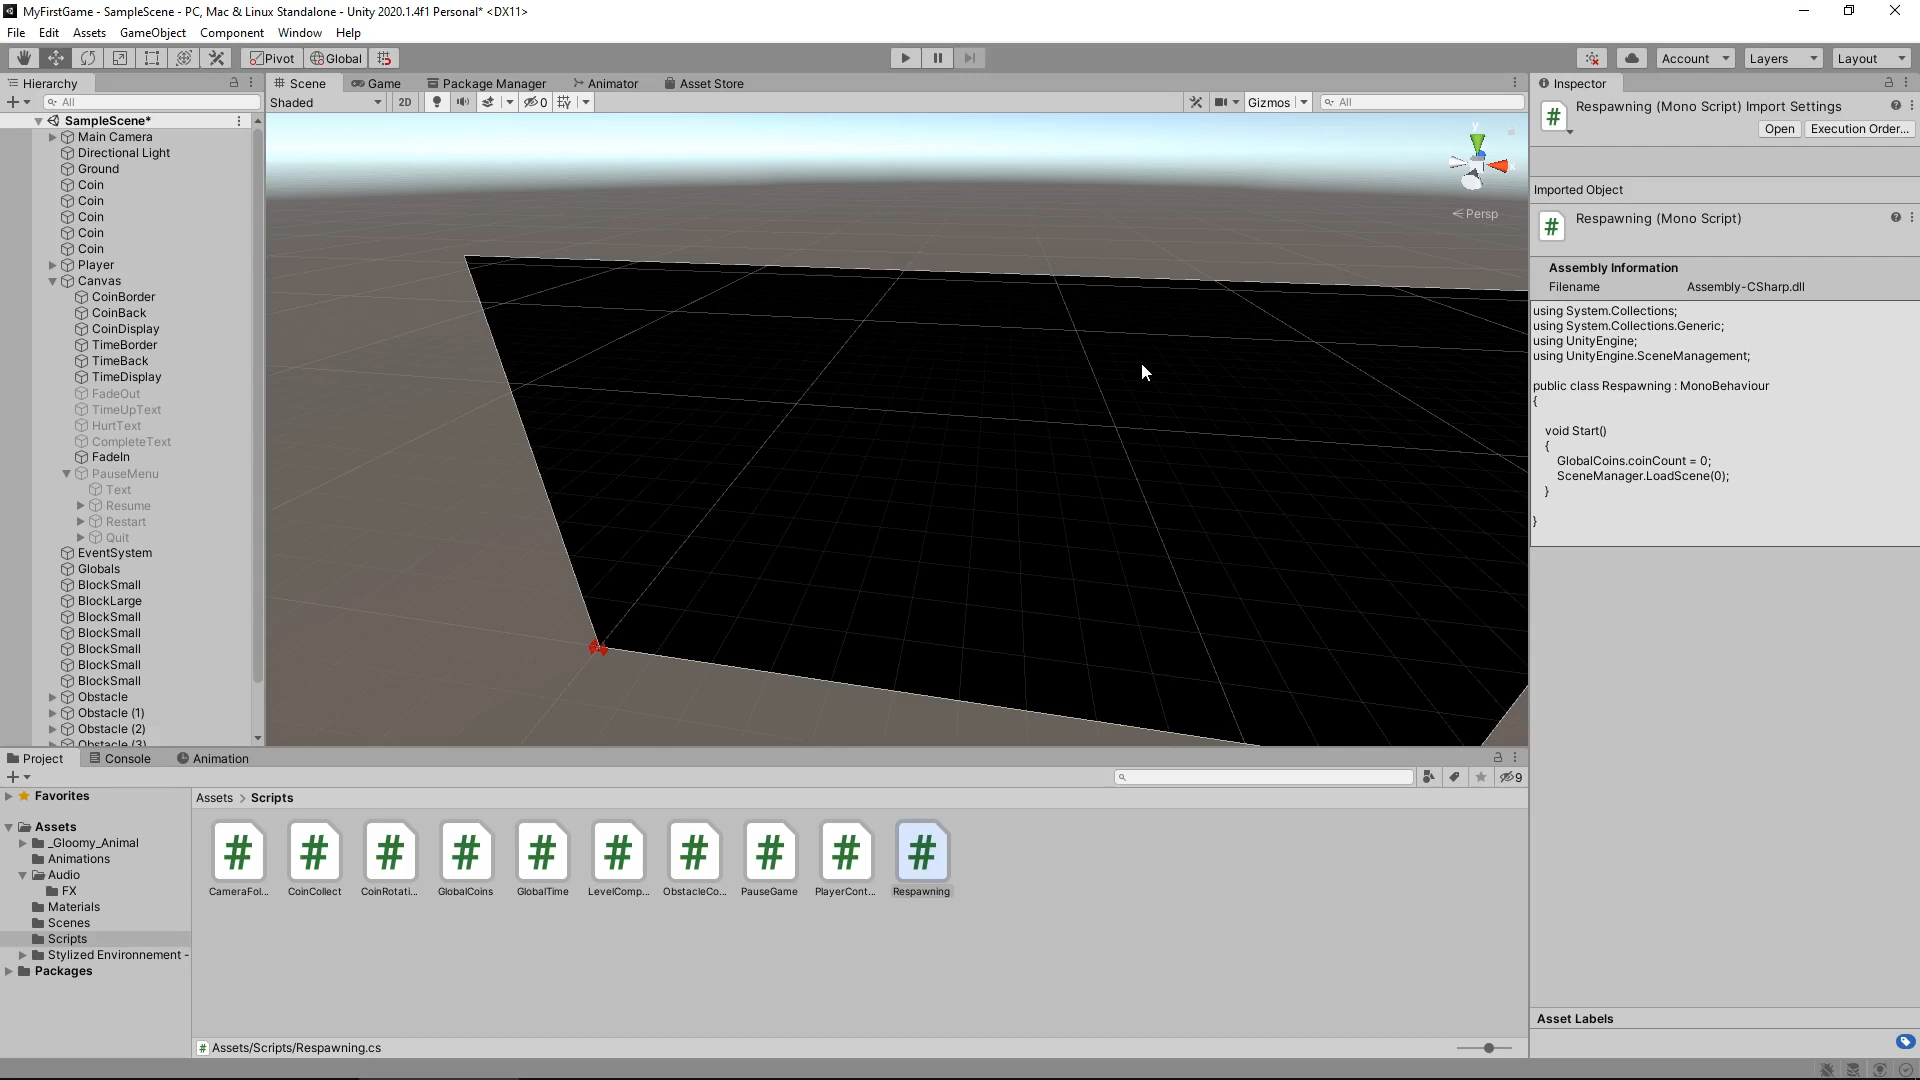 MyFirstGame - SampleScene - PC, Mac & Linux Standalone - Unity 2020.1.4f1 Personal* <DX11>
File Edit Assets GameObject Component Window Help
Pivot Global Account Layers Layout
Hierarchy
All
SampleScene*
Main Camera
Directional Light
Ground
Coin
Coin
Coin
Coin
Coin
Player
Canvas
CoinBorder
CoinBack
CoinDisplay
TimeBorder
TimeBack
TimeDisplay
FadeOut
TimeUpText
HurtText
CompleteText
FadeIn
PauseMenu
Text
Resume
Restart
Quit
EventSystem
Globals
BlockSmall
BlockLarge
BlockSmall
BlockSmall
BlockSmall
BlockSmall
BlockSmall
Obstacle
Obstacle (1)
Obstacle (2)
Obstacle (3)
Scene Game Package Manager Animator Asset Store
Shaded 2D 0 Gizmos All
y
x
Persp
Inspector
Respawning (Mono Script) Import Settings
Open Execution Order...
Imported Object
Respawning (Mono Script)
Assembly Information
Filename Assembly-CSharp.dll
using System.Collections;
using System.Collections.Generic;
using UnityEngine;
using UnityEngine.SceneManagement;
public class Respawning : MonoBehaviour
{
void Start()
{
GlobalCoins.coinCount = 0;
SceneManager.LoadScene(0);
}
}
Asset Labels
Project Console Animation
9
Favorites
Assets
_Gloomy_Animal
Animations
Audio
FX
Materials
Scenes
Scripts
Stylized Environnement -
Packages
Assets > Scripts
CameraFol... CoinCollect CoinRotati... GlobalCoins GlobalTime LevelComp... ObstacleCo... PauseGame PlayerCont... Respawning
Assets/Scripts/Respawning.cs